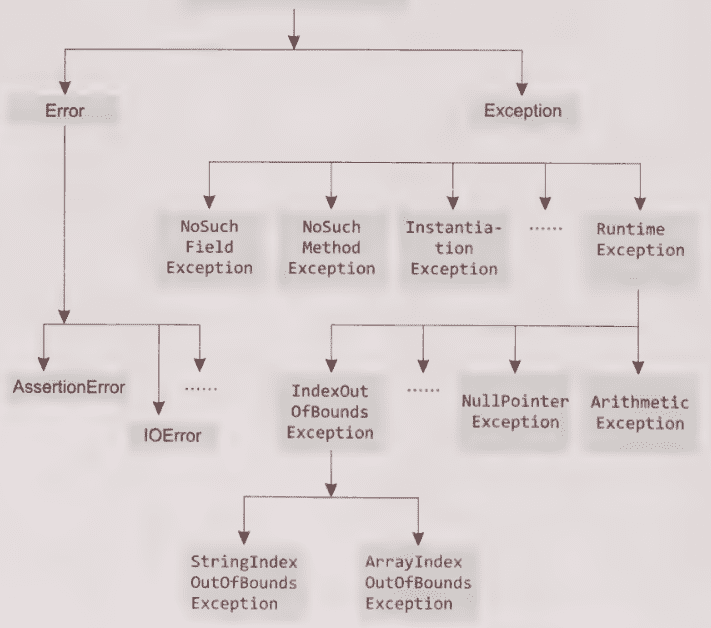 Error
Exception
NoSuch
Field
Exception
NoSuch
Method
Exception
Instantia-
tion
Exception
......
Runtime
Exception
AssertionError
IOError
......
IndexOut
OfBounds
Exception
......
NullPointer
Exception
Arithmetic
Exception
StringIndex
OutOfBounds
Exception
ArrayIndex
OutOfBounds
Exception